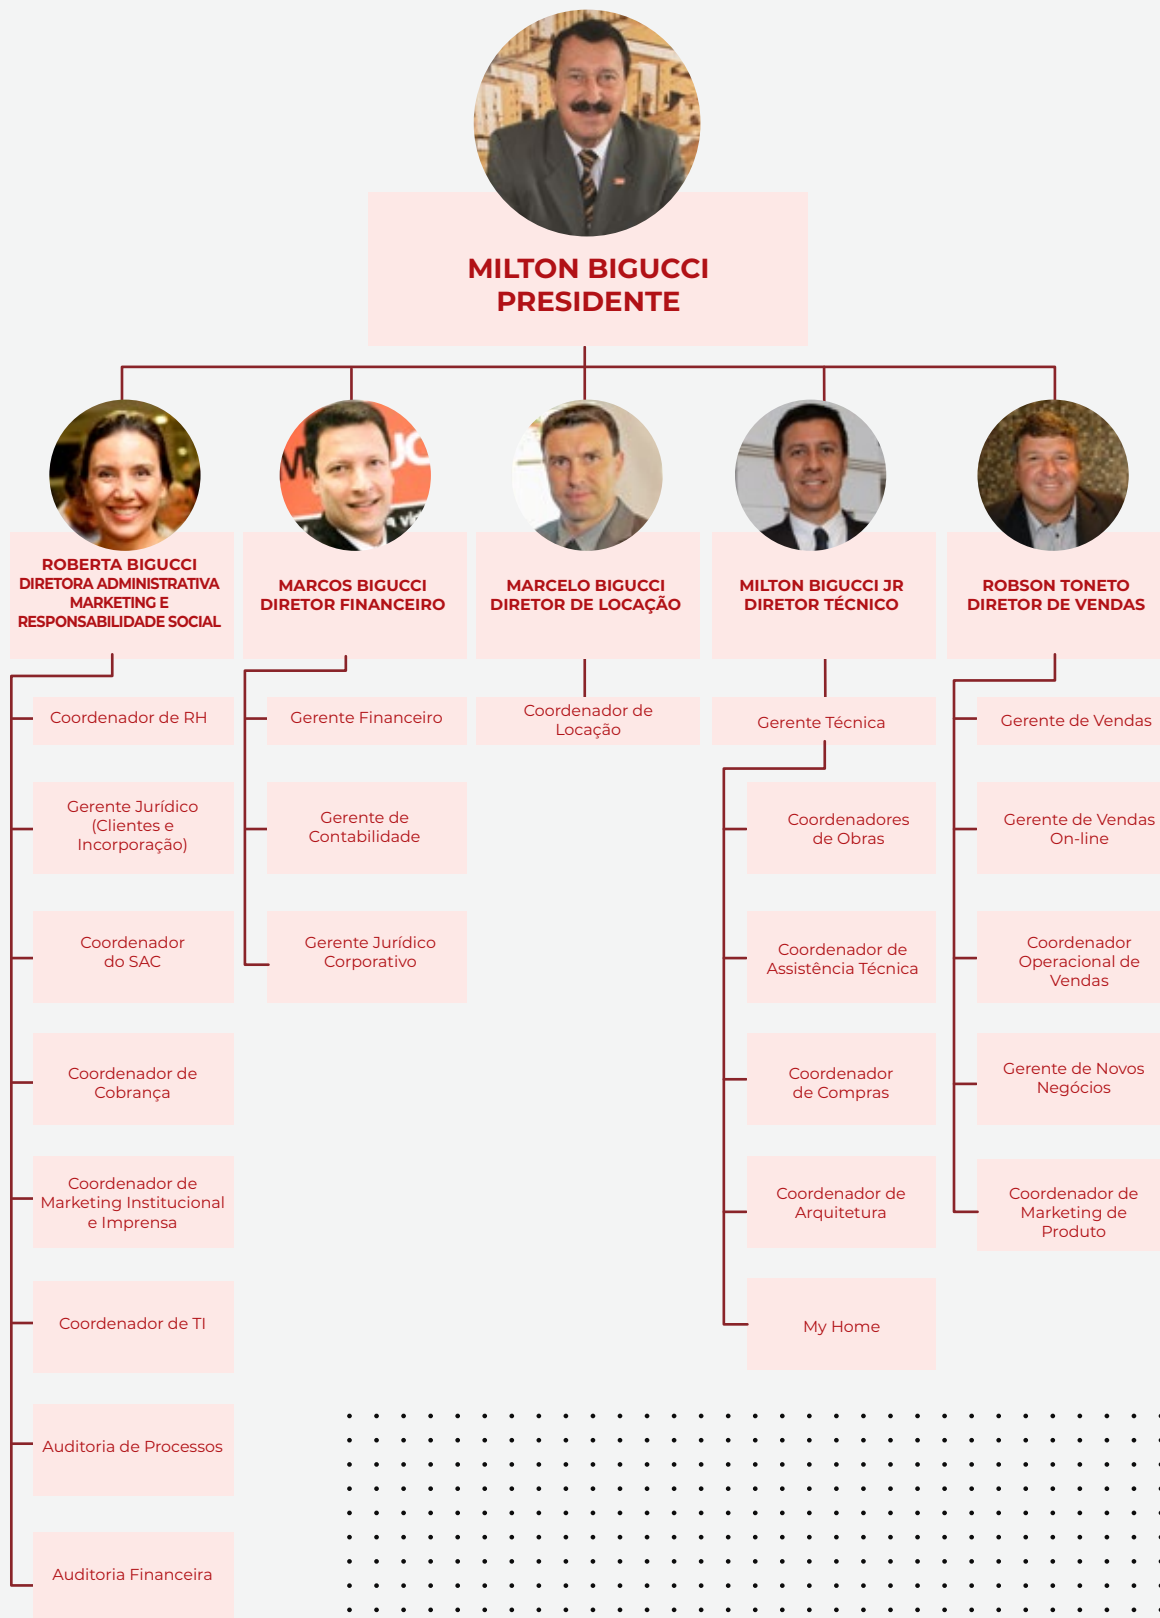 MILTON BIGUCCI
PRESIDENTE
ROBERTA BIGUCCI
DIRETORA ADMINISTRATIVA
MARKETING E
RESPONSABILIDADE SOCIAL
MARCOS BIGUCCI
DIRETOR FINANCEIRO
MARCELO BIGUCCI
DIRETOR DE LOCAÇÃO
MILTON BIGUCCI JR
DIRETOR TÉCNICO
ROBSON TONETO
DIRETOR DE VENDAS
Coordenador de RH
Gerente Jurídico
(Clientes e
Incorporação)
Coordenador
do SAC
Coordenador de
Cobrança
Coordenador de
Marketing Institucional
e Imprensa
Coordenador de TI
Auditoria de Processos
Auditoria Financeira
Gerente Financeiro
Gerente de
Contabilidade
Gerente Jurídico
Corporativo
Coordenador de
Locação
Gerente Técnica
Coordenadores
de Obras
Coordenador de
Assistência Técnica
Coordenador
de Compras
Coordenador de
Arquitetura
My Home
Gerente de Vendas
Gerente de Vendas
On-line
Coordenador
Operacional de
Vendas
Gerente de Novos
Negócios
Coordenador de
Marketing de
Produto